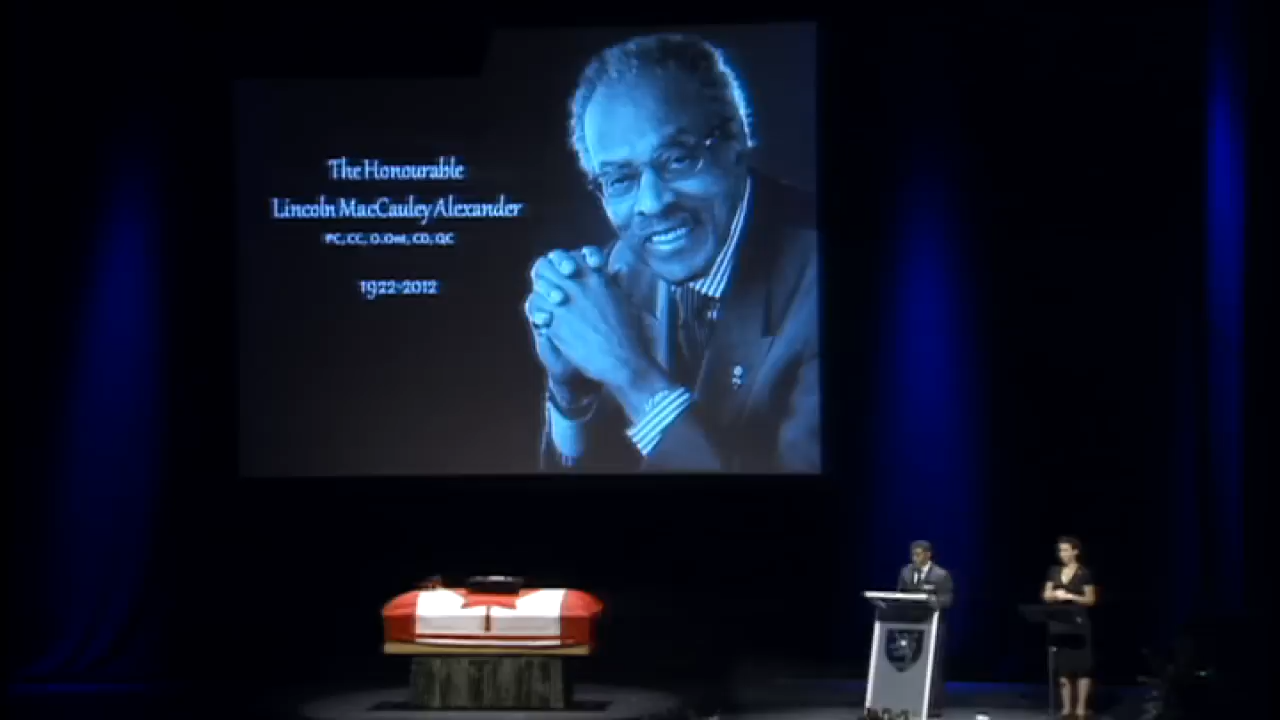 The Honourable
Lincoln MacCauley Alexander
PC, CC, O.Ont, CD, QC
1922-2012